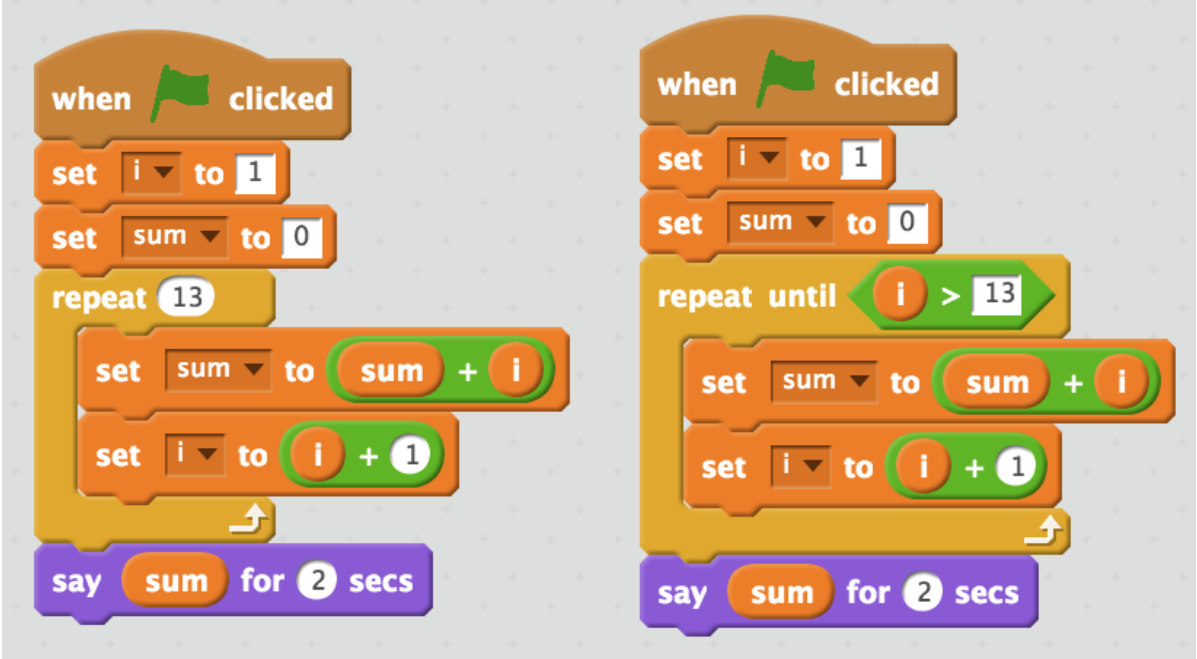 when clicked
set i to 1
set sum to 0
repeat 13
set sum to sum + i
set i to i + 1
say sum for 2 secs
when clicked
set i to 1
set sum to 0
repeat until i > 13
set sum to sum + i
set i to i + 1
say sum for 2 secs